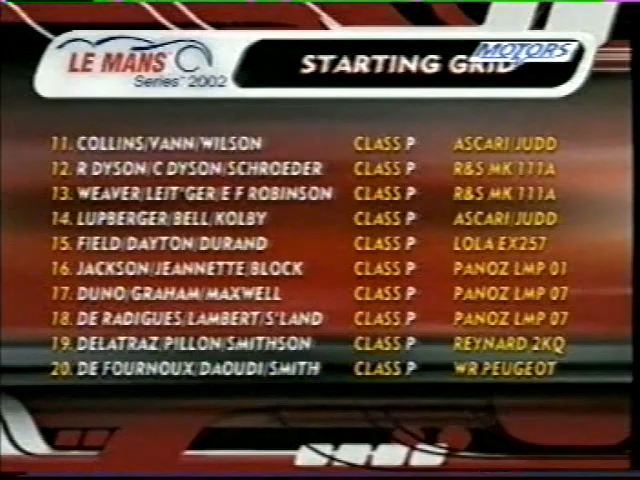 LE MANS
Series™ 2002
STARTING GRID
MOTORS
11. COLLINS/VANN/WILSON CLASS P ASCARI/JUDD
12. R DYSON/C DYSON/SCHROEDER CLASS P R&S MK 111A
13. WEAVER/LEIT'GER/E F ROBINSON CLASS P R&S MK 111A
14. LUPBERGER/BELL/KOLBY CLASS P ASCARI/JUDD
15. FIELD/DAYTON/DURAND CLASS P LOLA EX257
16. JACKSON/JEANNETTE/BLOCK CLASS P PANOZ LMP 01
17. DUNO/GRAHAM/MAXWELL CLASS P PANOZ LMP 07
18. DE RADIGUES/LAMBERT/S'LAND CLASS P PANOZ LMP 07
19. DELATRAZ/PILLON/SMITHSON CLASS P REYNARD 2KQ
20. DE FOURNOUX/DAOUDI/SMITH CLASS P WR PEUGEOT